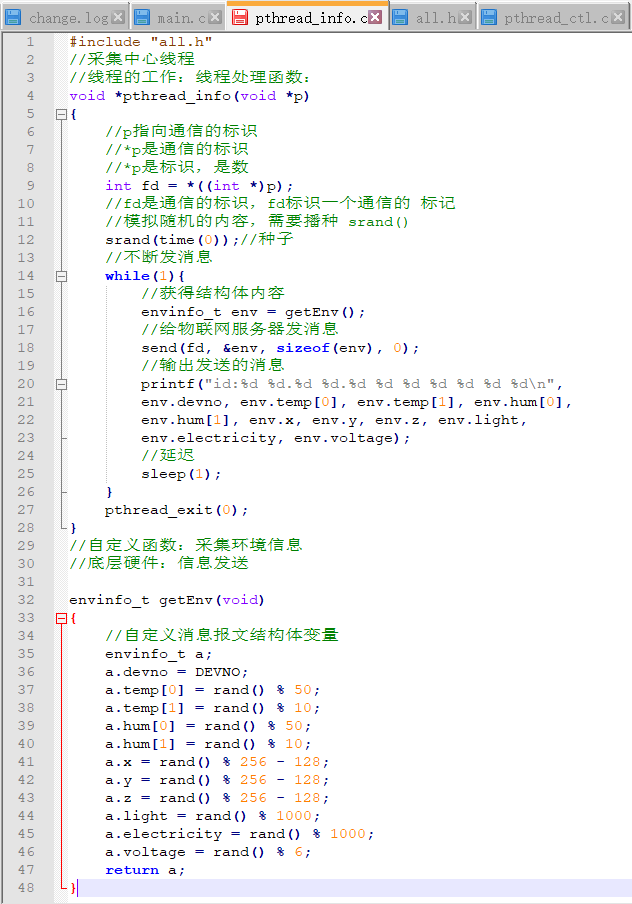 change.log main.c pthread_info.c all.h pthread_ctl.c
1 #include "all.h"
2 //采集中心线程
3 //线程的工作：线程处理函数：
4 void *pthread_info(void *p)
5 {
6 //p指向通信的标识
7 //*p是通信的标识
8 //*p是标识，是数
9 int fd = *((int *)p);
10 //fd是通信的标识，fd标识一个通信的 标记
11 //模拟随机的内容，需要播种 srand()
12 srand(time(0));//种子
13 //不断发消息
14 while(1){
15 //获得结构体内容
16 envinfo_t env = getEnv();
17 //给物联网服务器发消息
18 send(fd, &env, sizeof(env), 0);
19 //输出发送的消息
20 printf("id:%d %d.%d %d.%d %d %d %d %d %d %d\n",
21 env.devno, env.temp[0], env.temp[1], env.hum[0],
22 env.hum[1], env.x, env.y, env.z, env.light,
23 env.electricity, env.voltage);
24 //延迟
25 sleep(1);
26 }
27 pthread_exit(0);
28 }
29 //自定义函数：采集环境信息
30 //底层硬件：信息发送
31
32 envinfo_t getEnv(void)
33 {
34 //自定义消息报文结构体变量
35 envinfo_t a;
36 a.devno = DEVNO;
37 a.temp[0] = rand() % 50;
38 a.temp[1] = rand() % 10;
39 a.hum[0] = rand() % 50;
40 a.hum[1] = rand() % 10;
41 a.x = rand() % 256 - 128;
42 a.y = rand() % 256 - 128;
43 a.z = rand() % 256 - 128;
44 a.light = rand() % 1000;
45 a.electricity = rand() % 1000;
46 a.voltage = rand() % 6;
47 return a;
48 }